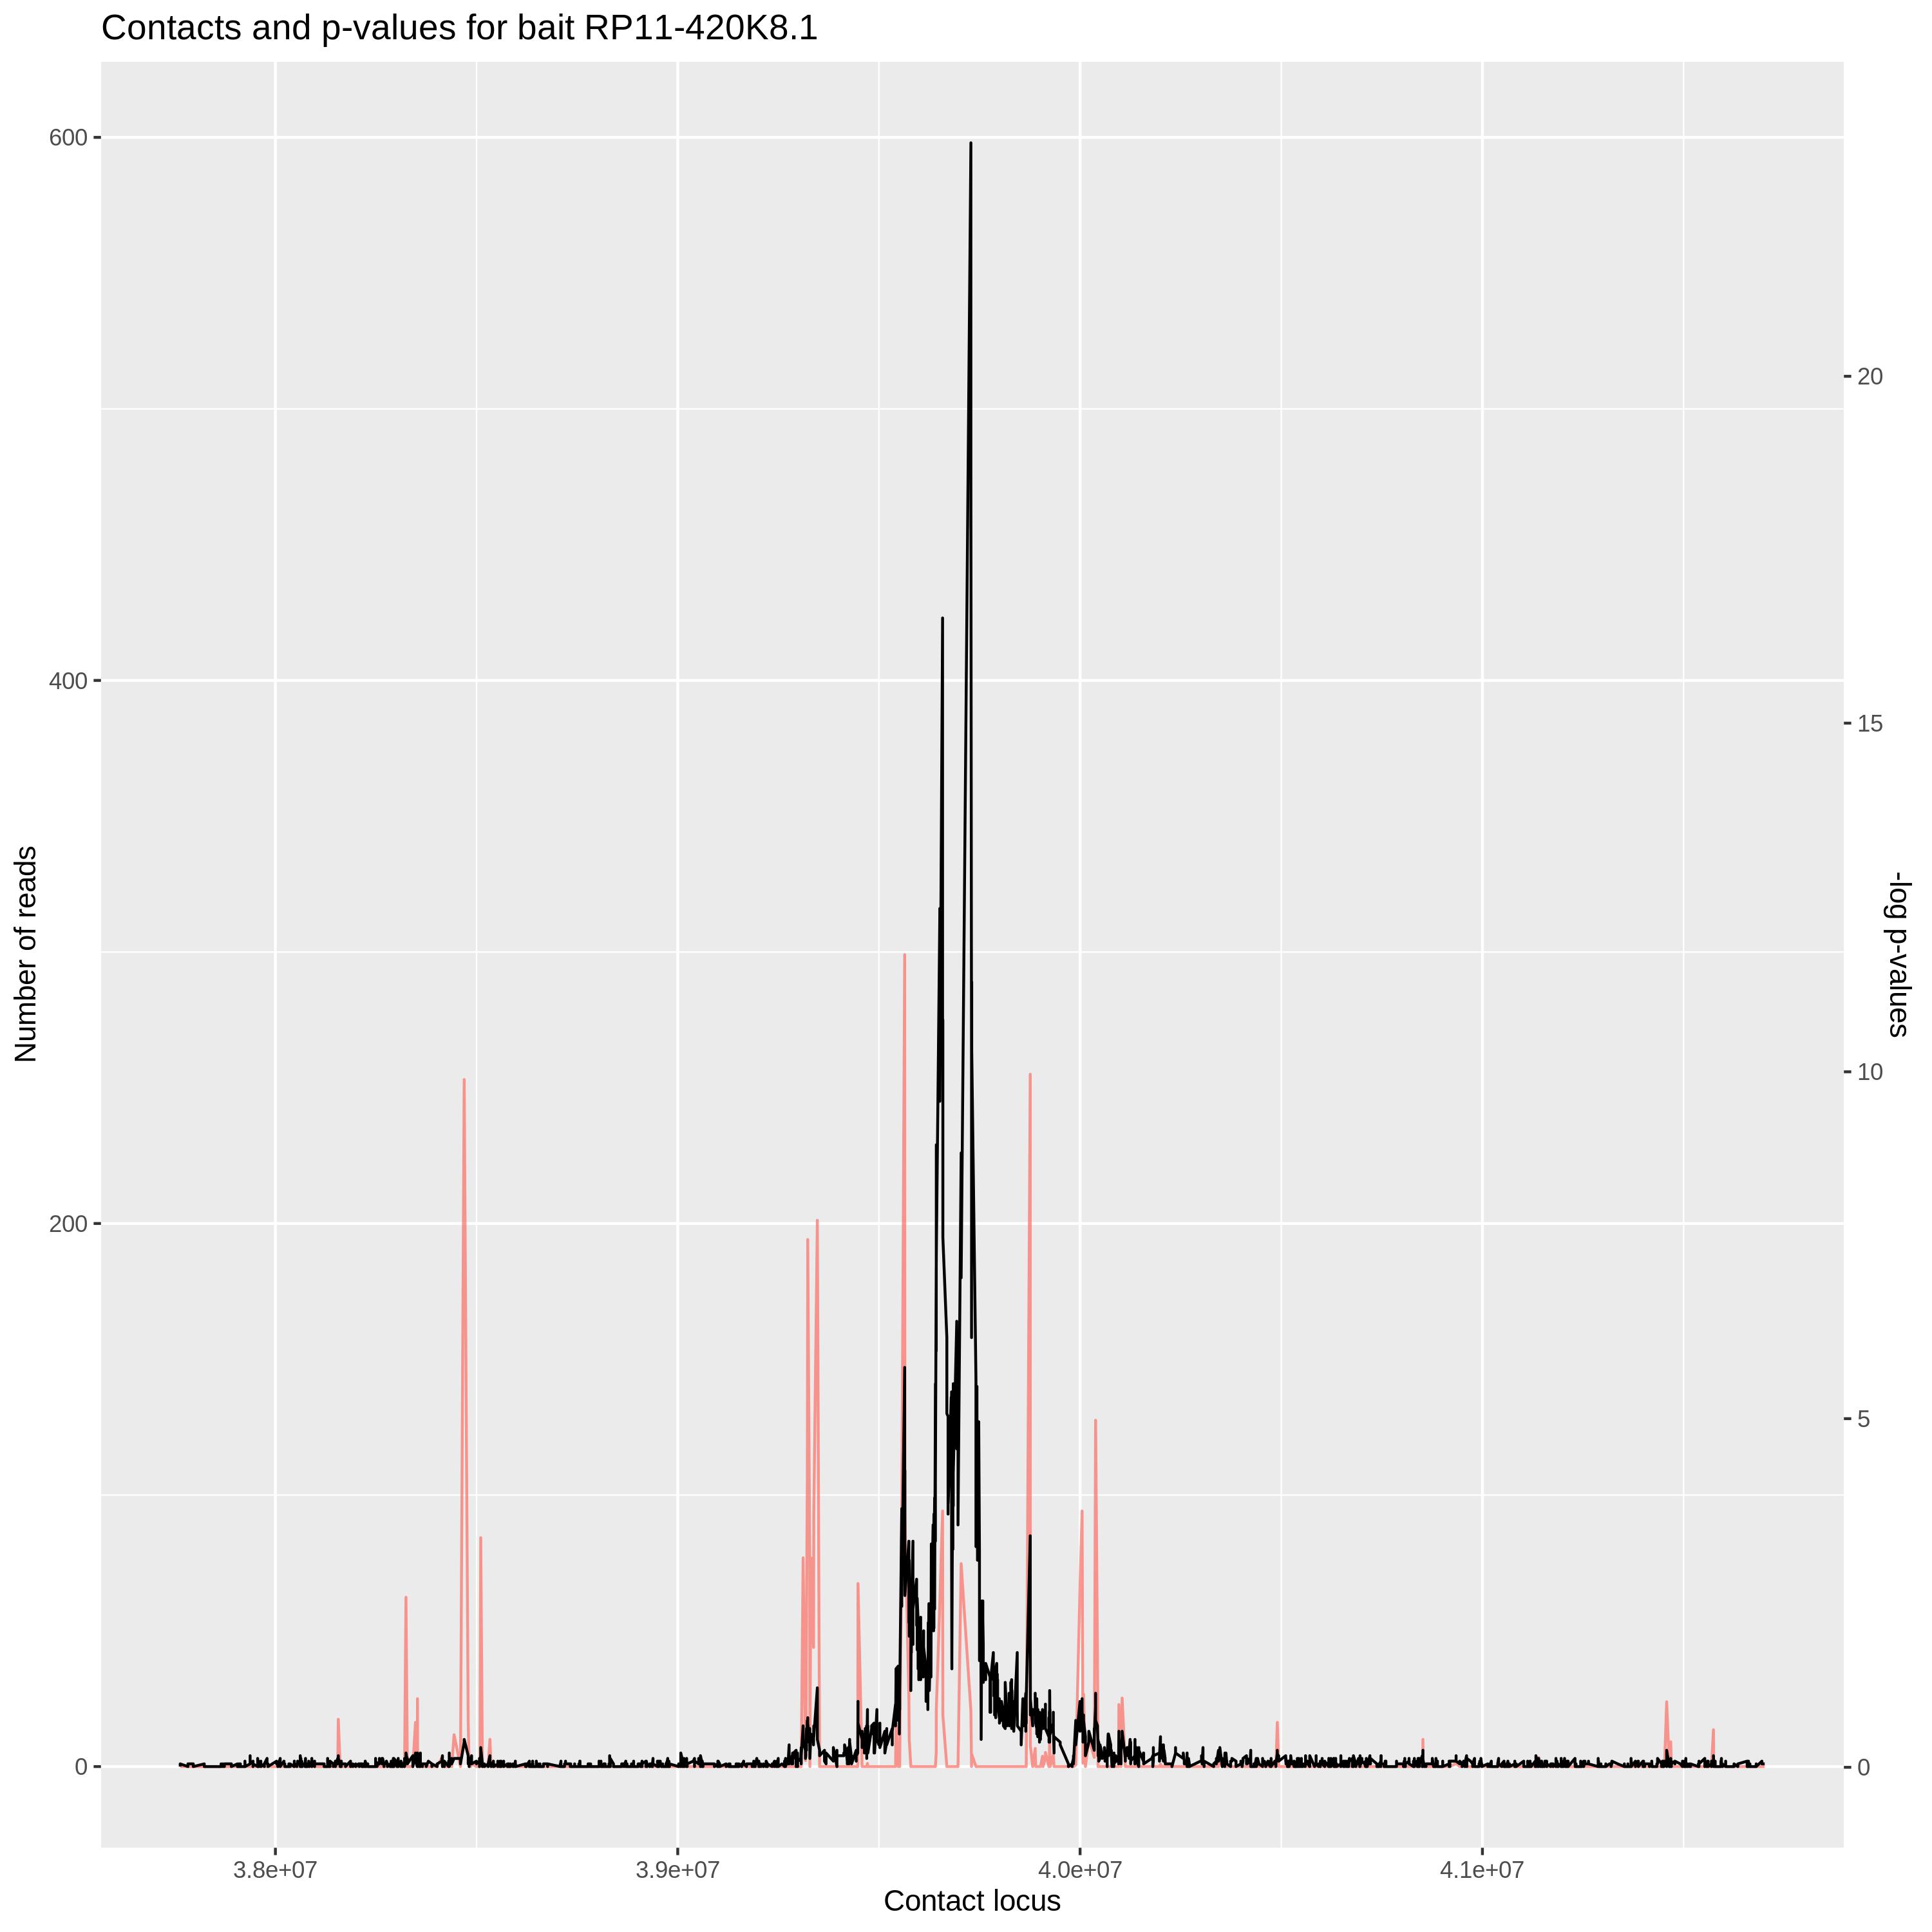 Contacts and p-values for bait RP11-420K8.1
600
400
200
0
Number of reads
20
15
10
5
0
-log p-values
3.8e+07
3.9e+07
4.0e+07
4.1e+07
Contact locus